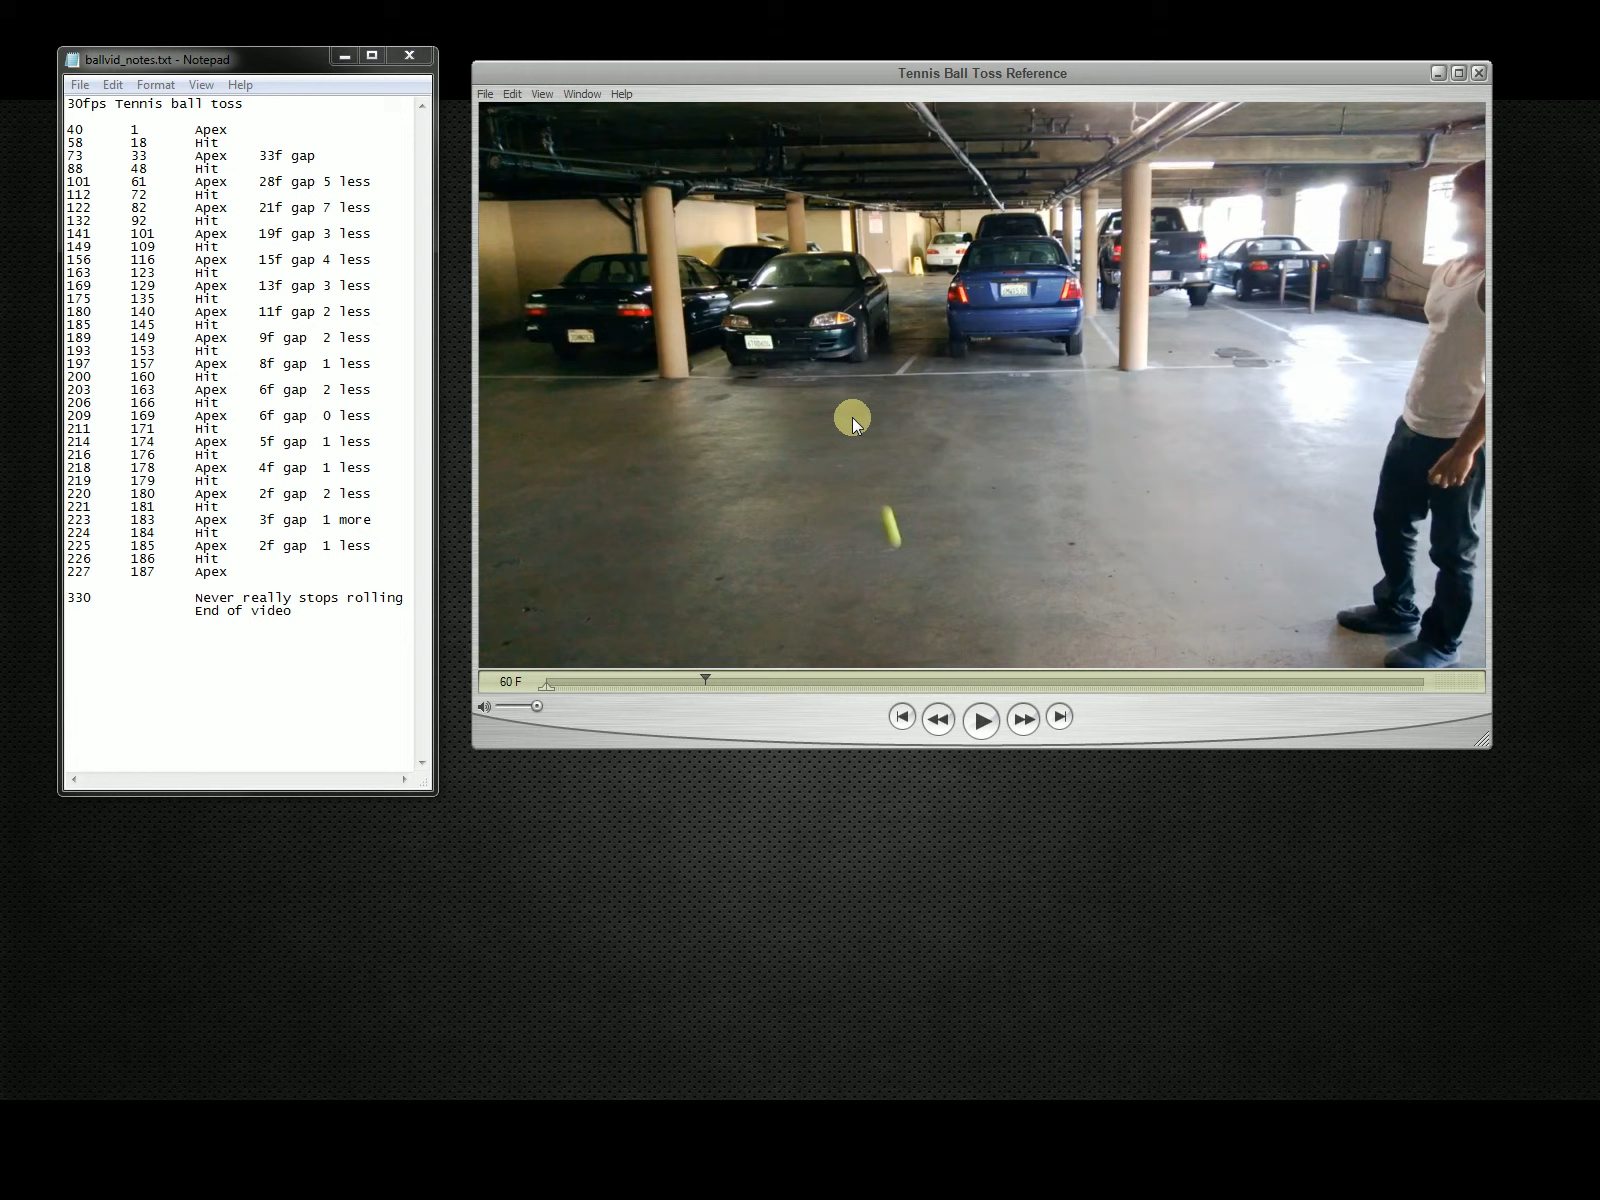 ballvid_notes.txt - Notepad
File Edit Format View Help
30fps Tennis ball toss
40 1 Apex
58 18 Hit
73 33 Apex 33f gap
88 48 Hit
101 61 Apex 28f gap 5 less
112 72 Hit
122 82 Apex 21f gap 7 less
132 92 Hit
141 101 Apex 19f gap 3 less
149 109 Hit
156 116 Apex 15f gap 4 less
163 123 Hit
169 129 Apex 13f gap 3 less
175 135 Hit
180 140 Apex 11f gap 2 less
185 145 Hit
189 149 Apex 9f gap 2 less
193 153 Hit
197 157 Apex 8f gap 1 less
200 160 Hit
203 163 Apex 6f gap 2 less
206 166 Hit
209 169 Apex 6f gap 0 less
211 171 Hit
214 174 Apex 5f gap 1 less
216 176 Hit
218 178 Apex 4f gap 1 less
219 179 Hit
220 180 Apex 2f gap 2 less
221 181 Hit
223 183 Apex 3f gap 1 more
224 184 Hit
225 185 Apex 2f gap 1 less
226 186 Hit
227 187 Apex
330 Never really stops rolling
End of video
Tennis Ball Toss Reference
File Edit View Window Help
60 F